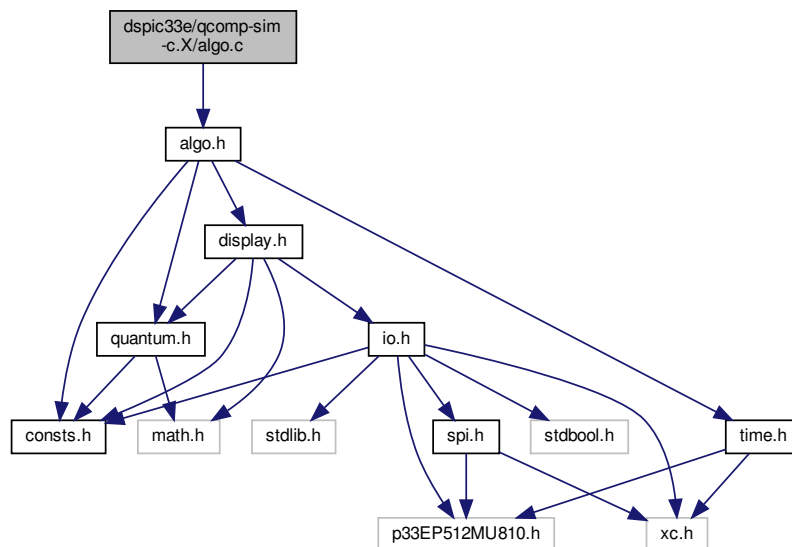 dspic33e/qcomp-sim
-c.X/algo.c
algo.h
display.h
quantum.h
io.h
consts.h
math.h
stdlib.h
spi.h
stdbool.h
time.h
p33EP512MU810.h
xc.h